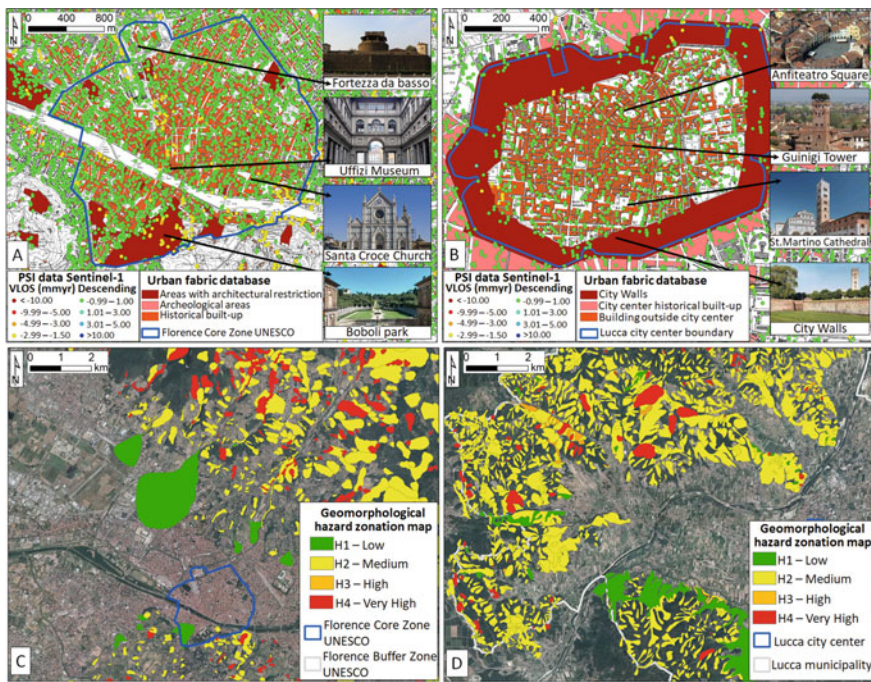 N
0 400 800
m
Fortezza da basso
Uffizi Museum
Santa Croce Church
Boboli park
A
PSI data Sentinel-1
VLOS (mmyr) Descending
< -10.00
-9.99 – -5.00
-4.99 – -3.00
-2.99 – -1.50
-0.99 – 1.00
1.01 – 3.00
3.01 – 5.00
>10.00
Urban fabric database
Areas with architectural restriction
Archeological areas
Historical built-up
Florence Core Zone UNESCO
N
0 200 400
m
Anfiteatro Square
Guinigi Tower
St.Martino Cathedral
City Walls
B
PSI data Sentinel-1
VLOS (mmyr) Descending
< -10.00
-9.99 – -5.00
-4.99 – -3.00
-2.99 – -1.50
-0.99 – 1.00
1.01 – 3.00
3.01 – 5.00
>10.00
Urban fabric database
City Walls
City center historical built-up
Building outside city center
Lucca city center boundary
N
0 1 2
km
Geomorphological
hazard zonation map
H1 – Low
H2 – Medium
H3 – High
H4 – Very High
Florence Core Zone
UNESCO
Florence Buffer Zone
UNESCO
C
N
0 1 2
km
Geomorphological
hazard zonation map
H1 – Low
H2 – Medium
H3 – High
H4 – Very High
Lucca city center
Lucca municipality
D